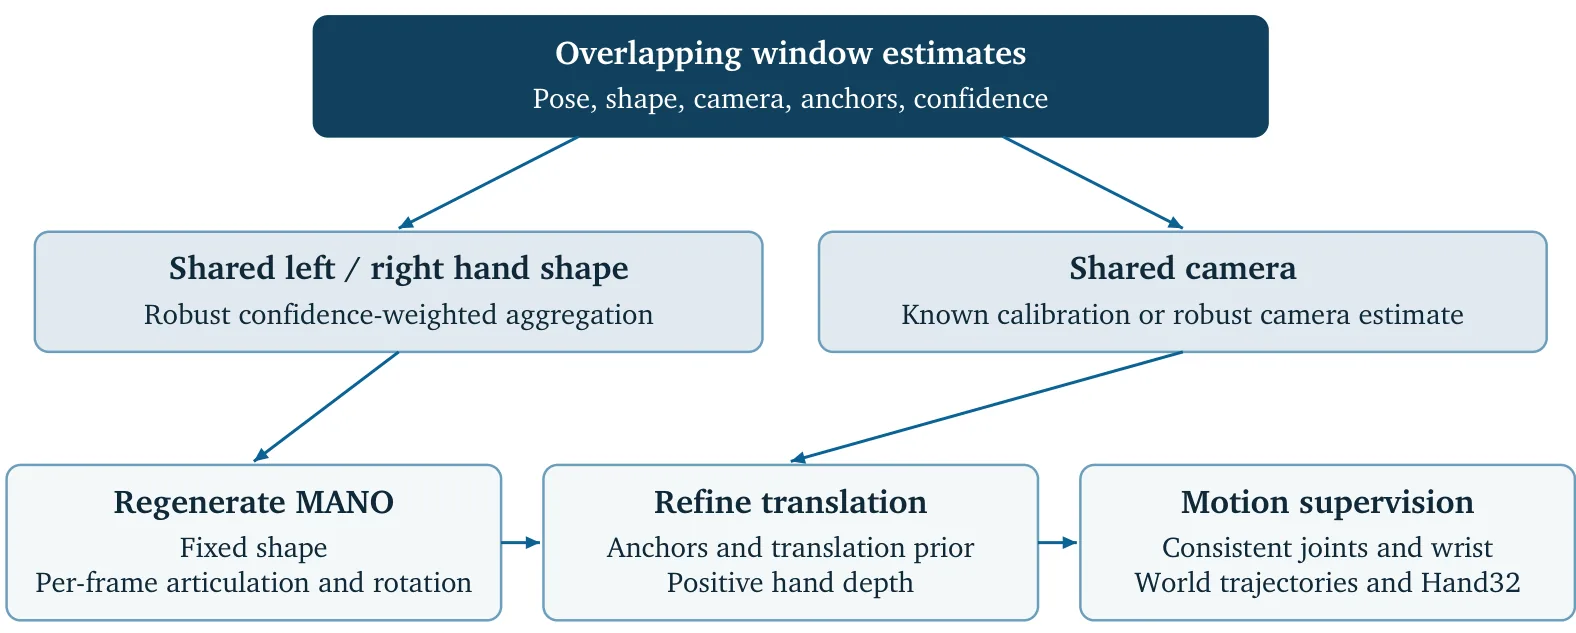 Overlapping window estimates
Pose, shape, camera, anchors, confidence
Shared left / right hand shape
Robust confidence-weighted aggregation
Shared camera
Known calibration or robust camera estimate
Regenerate MANO
Fixed shape
Per-frame articulation and rotation
Refine translation
Anchors and translation prior
Positive hand depth
Motion supervision
Consistent joints and wrist
World trajectories and Hand32